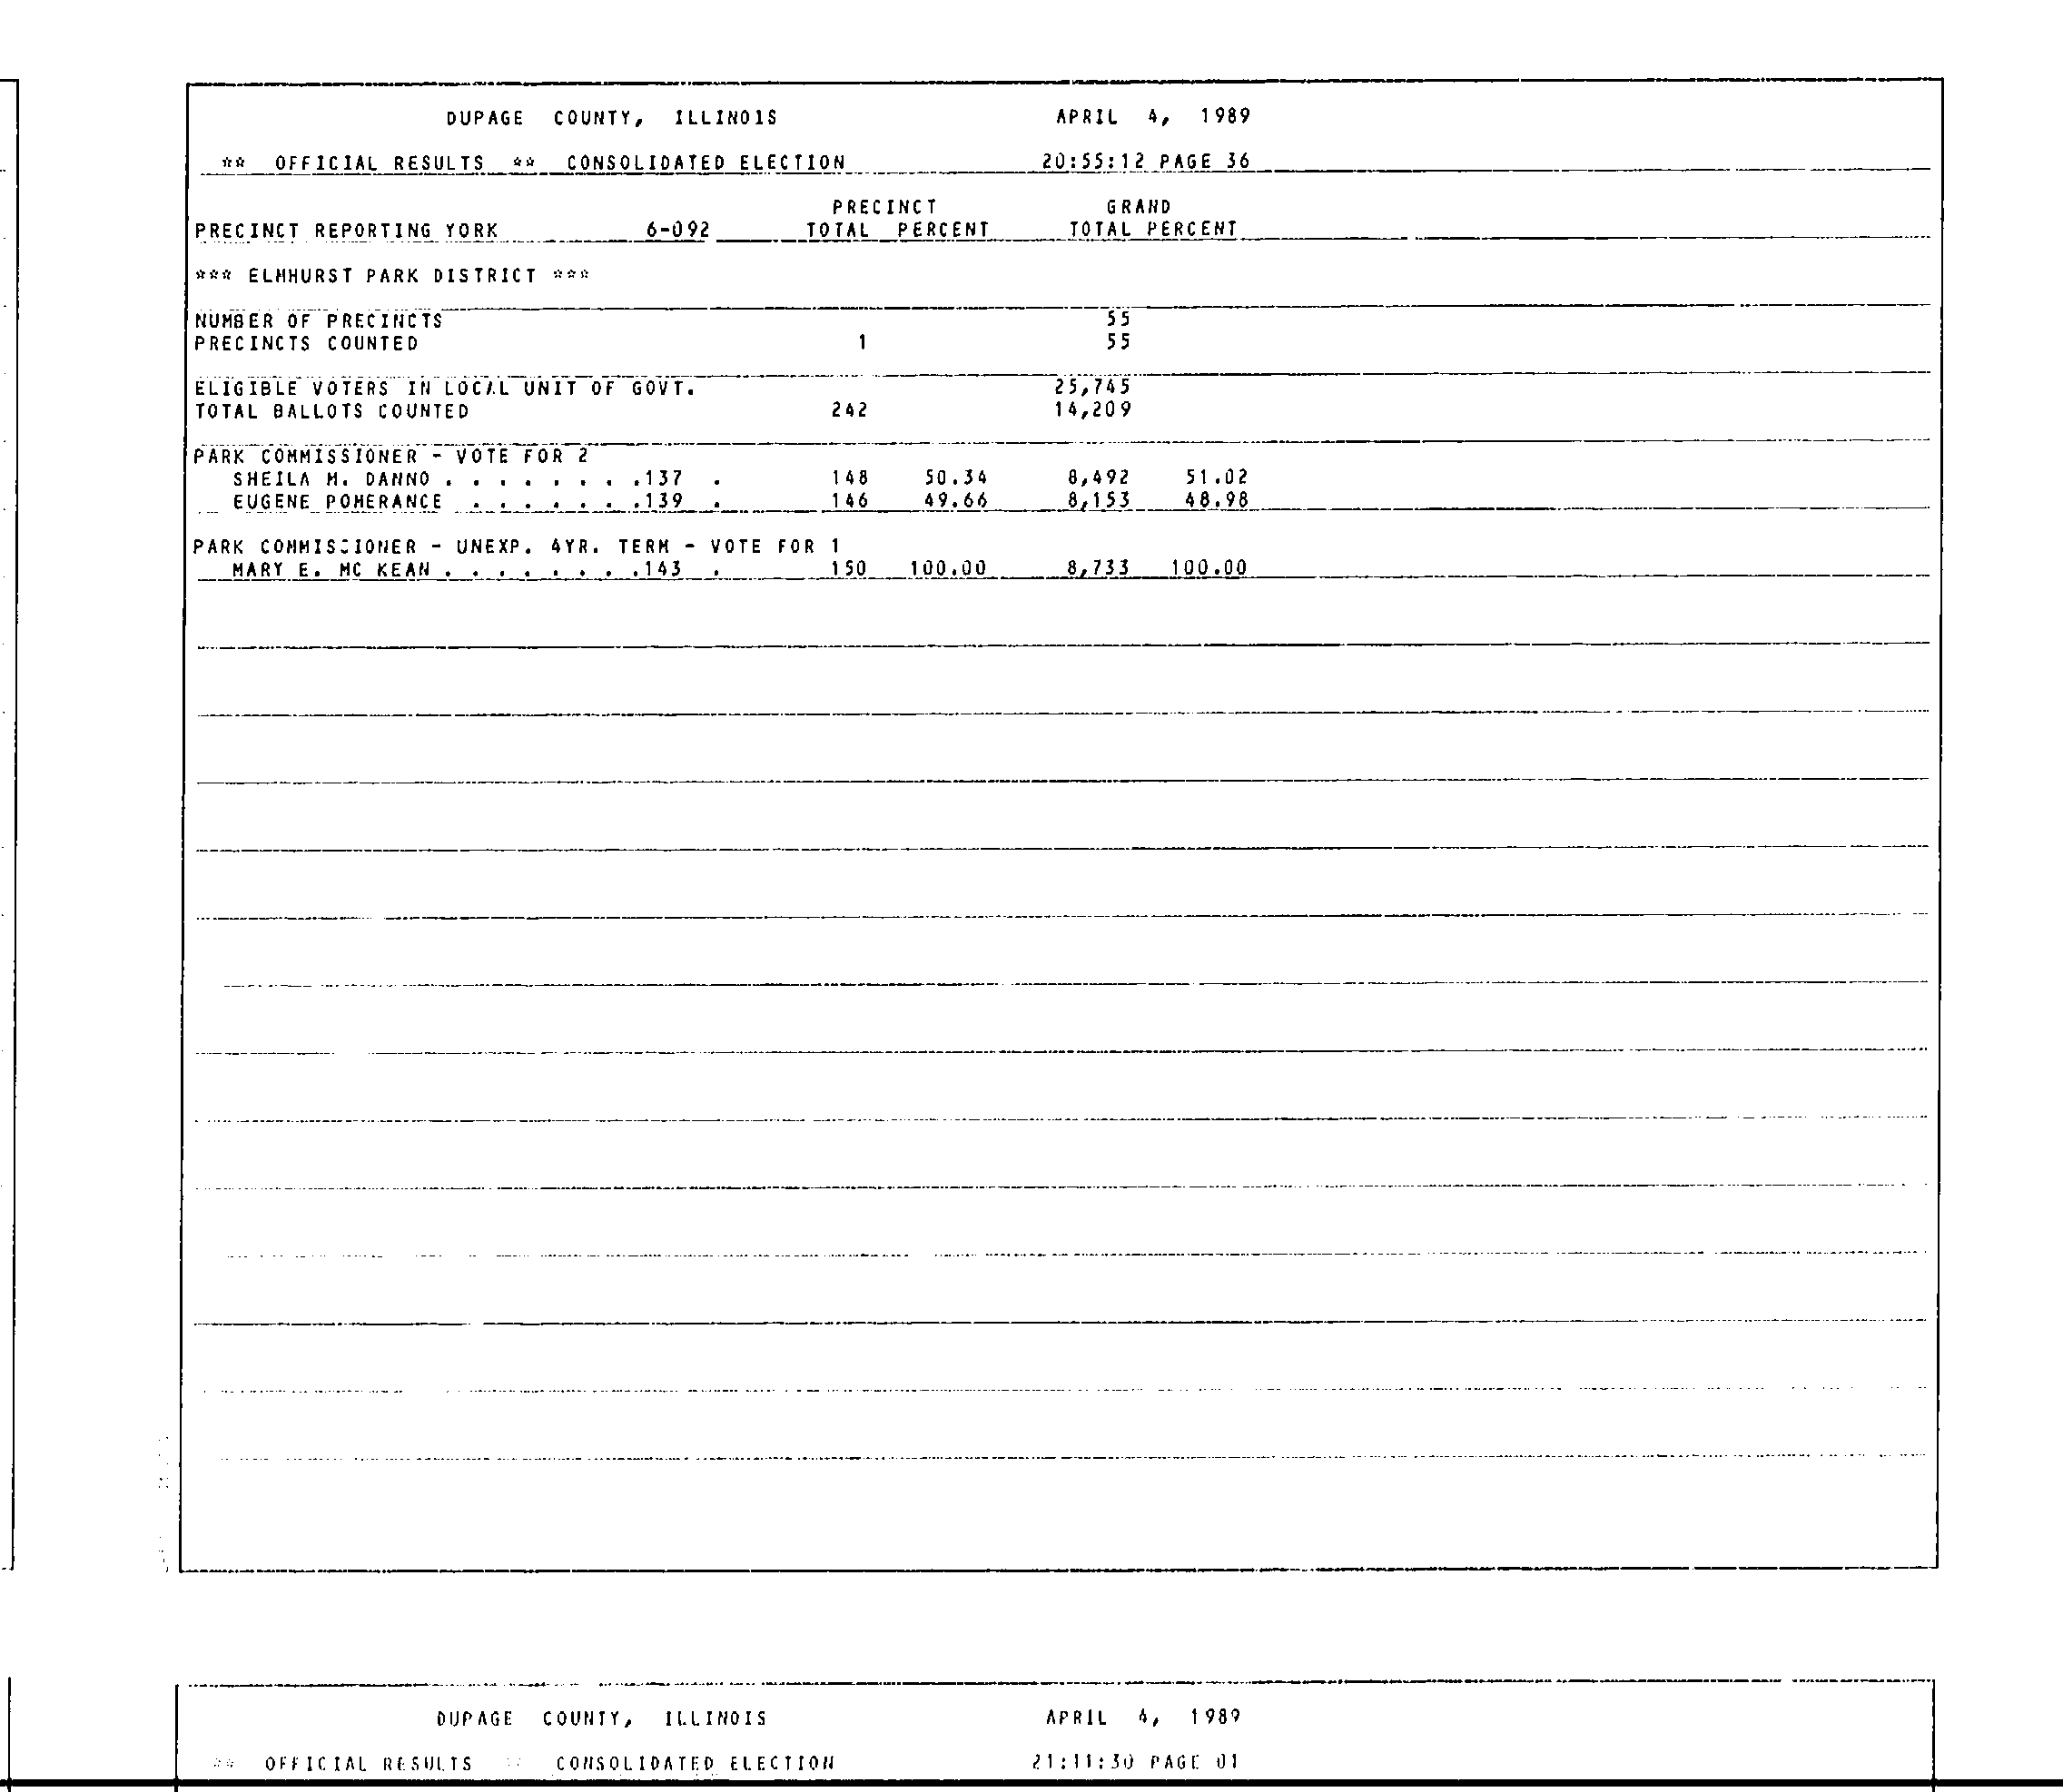 DUPAGE COUNTY, ILLINOIS APRIL 4, 1989
** OFFICIAL RESULTS ** CONSOLIDATED ELECTION 20:55:12 PAGE 36
PRECINCT GRAND
PRECINCT REPORTING YORK 6-092 TOTAL PERCENT TOTAL PERCENT
*** ELMHURST PARK DISTRICT ***
NUMBER OF PRECINCTS 55
PRECINCTS COUNTED 1 55
ELIGIBLE VOTERS IN LOCAL UNIT OF GOVT. 25,745
TOTAL BALLOTS COUNTED 242 14,209
PARK COMMISSIONER - VOTE FOR 2
SHEILA M. DANNO . . . . . . . .137 . 148 50.34 8,492 51.02
EUGENE POMERANCE . . . . . . .139 . 146 49.66 8,153 48.98
PARK COMMISSIONER - UNEXP. 4YR. TERM - VOTE FOR 1
MARY E. MC KEAN . . . . . . . .143 . 150 100.00 8,733 100.00
DUPAGE COUNTY, ILLINOIS APRIL 4, 1989
** OFFICIAL RESULTS ** CONSOLIDATED ELECTION 21:11:30 PAGE 01